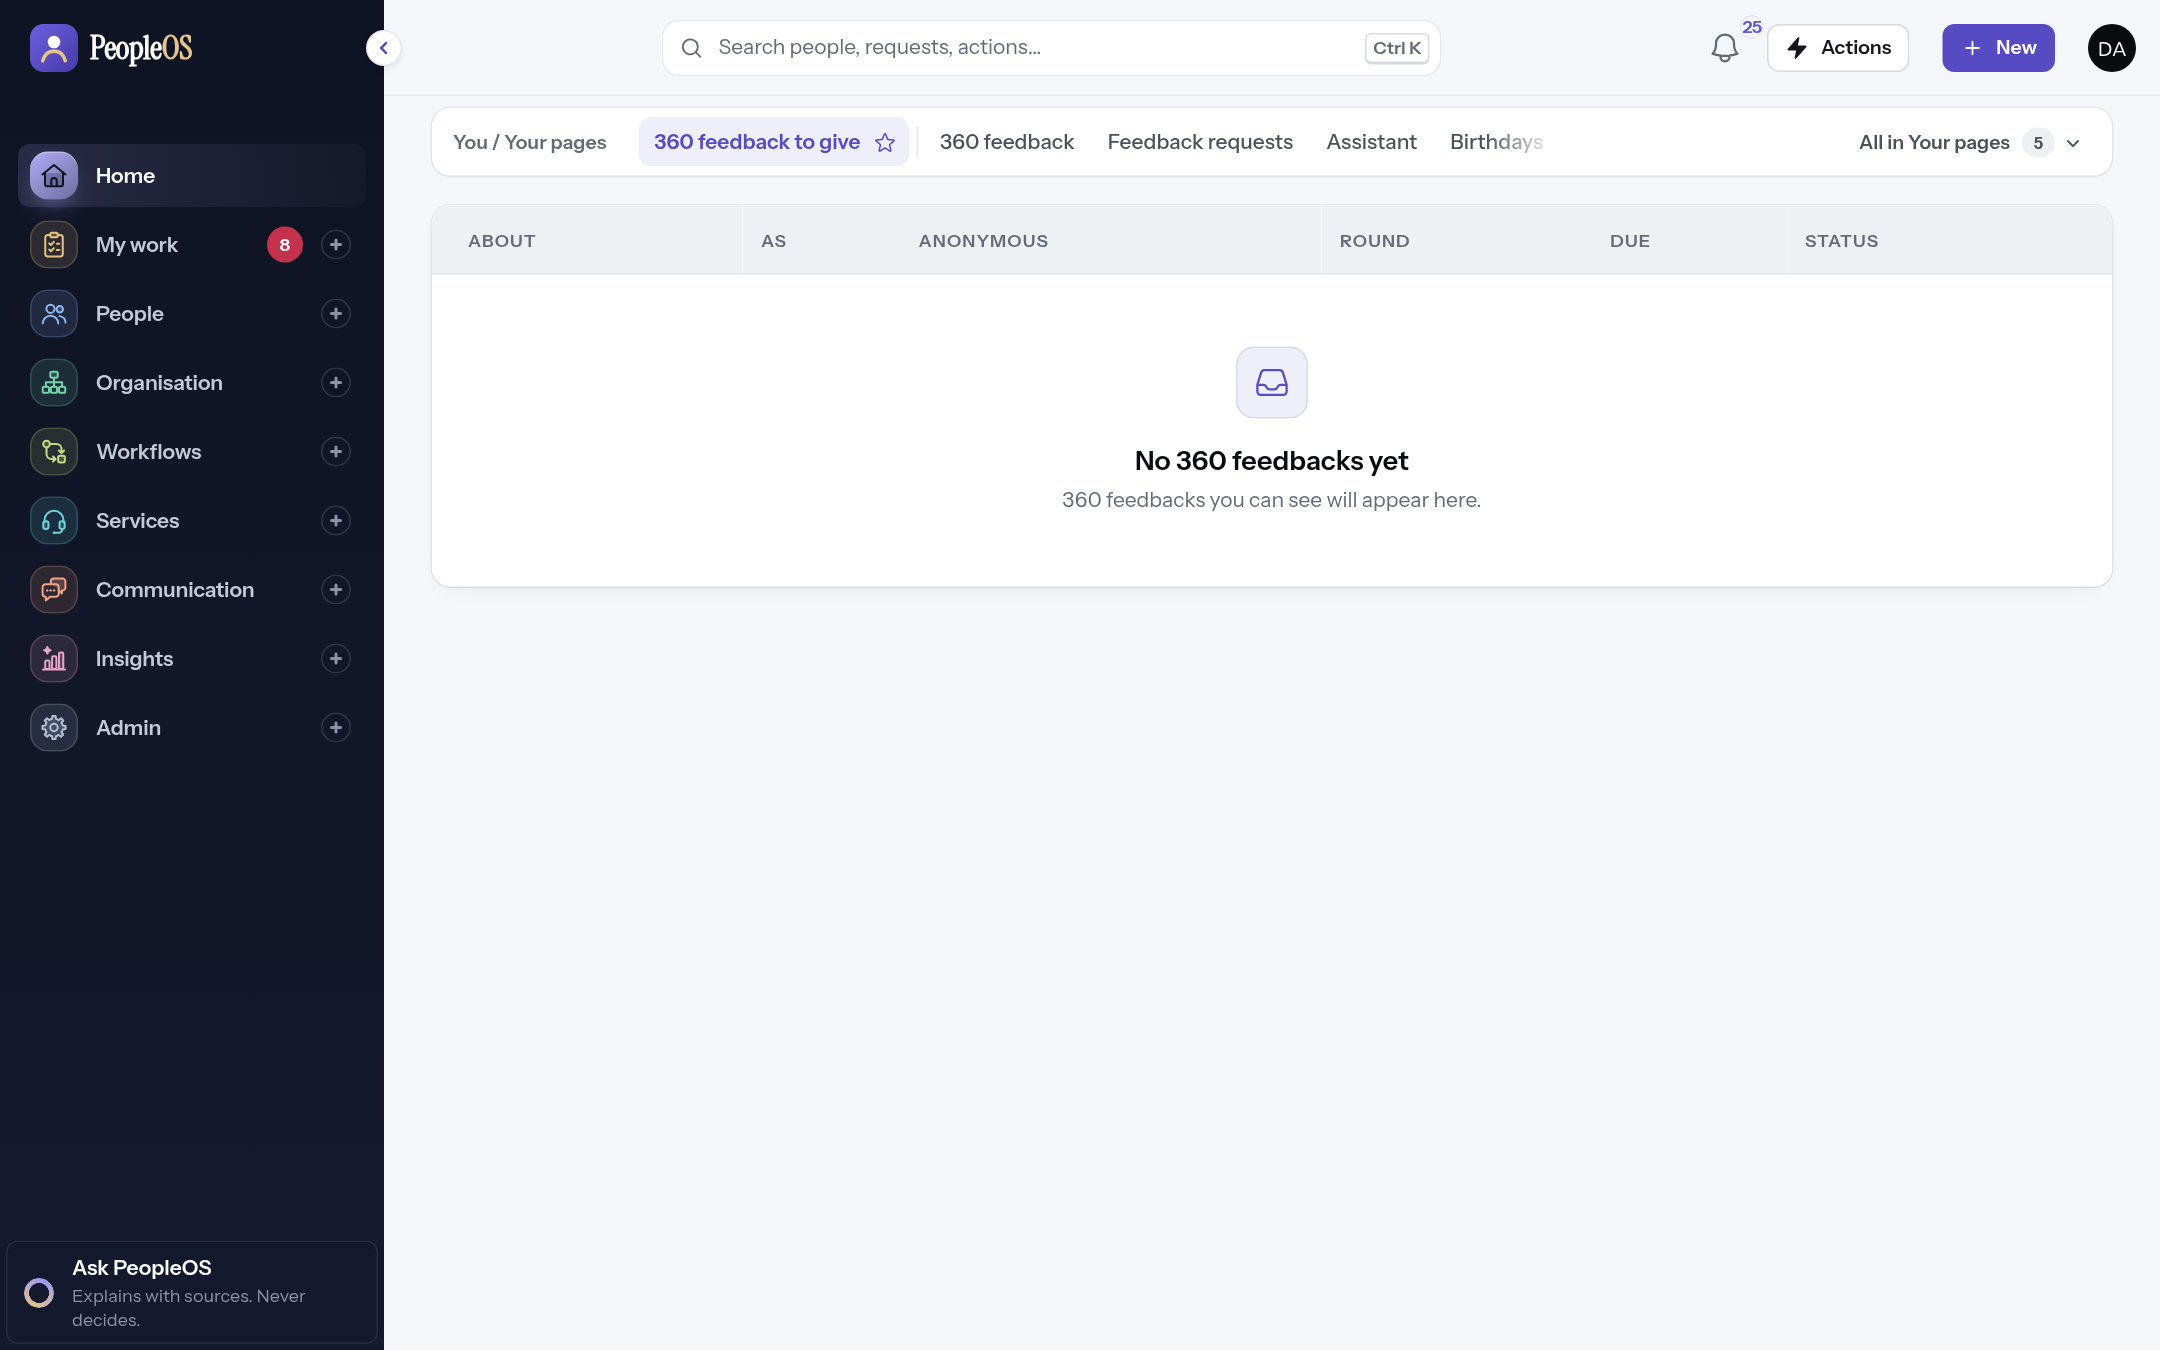 PeopleOS
Search people, requests, actions...
Ctrl K
25
Actions
New
DA
Home
My work
8
People
Organisation
Workflows
Services
Communication
Insights
Admin
Ask PeopleOS
Explains with sources. Never
decides.
You / Your pages
360 feedback to give
360 feedback
Feedback requests
Assistant
Birthdays
All in Your pages
5
ABOUT
AS
ANONYMOUS
ROUND
DUE
STATUS
No 360 feedbacks yet
360 feedbacks you can see will appear here.